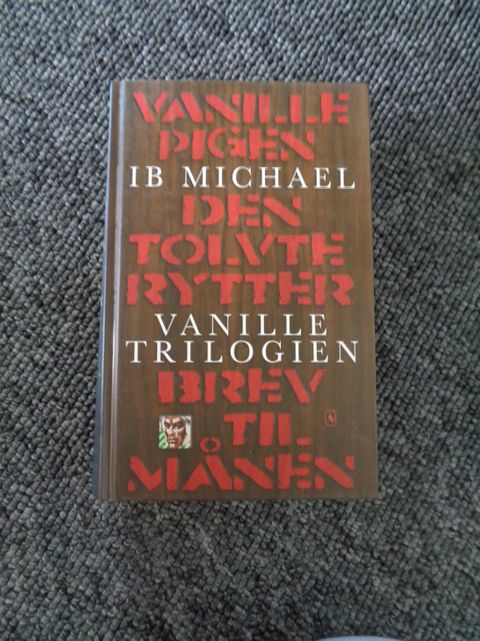 VANILLE
PIGEN
IB MICHAEL
DEN
TOLVTE
RYTTER
VANILLE
TRILOGIEN
BREV
TIL
MÅNEN